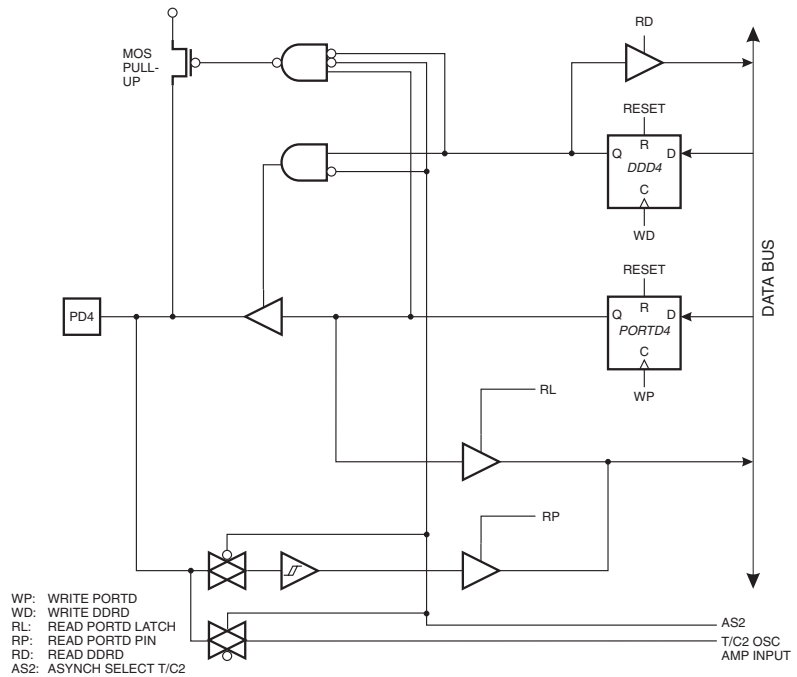 RD
MOS
PULL-
UP
RESET
R
Q
D
DDD4
C
WD
RESET
R
Q
D
PORTD4
C
WP
PD4
DATA BUS
RL
RP
WP: WRITE PORTD
WD: WRITE DDRD
RL: READ PORTD LATCH
RP: READ PORTD PIN
RD: READ DDRD
AS2: ASYNCH SELECT T/C2
AS2
T/C2 OSC
AMP INPUT